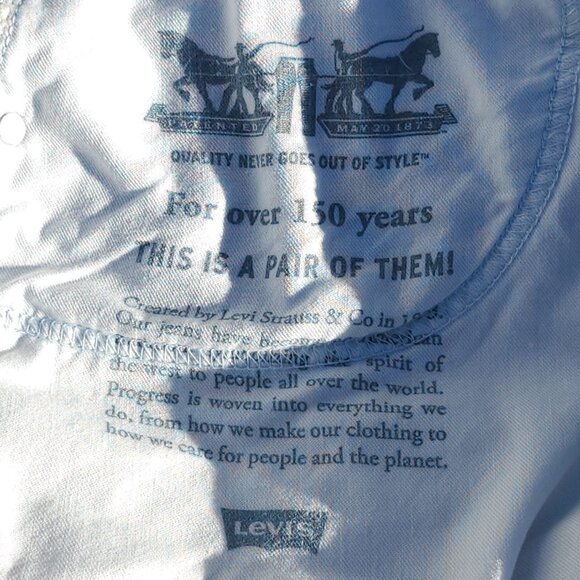 PATENTED MAY 20 1873
QUALITY NEVER GOES OUT OF STYLE™
For over 150 years
THIS IS A PAIR OF THEM!
Created by Levi Strauss & Co in
Our jeans have
the spirit of
the west to people all over the world.
Progress is woven into everything we
do, from how we make our clothing to
how we care for people and the planet.
Levi's